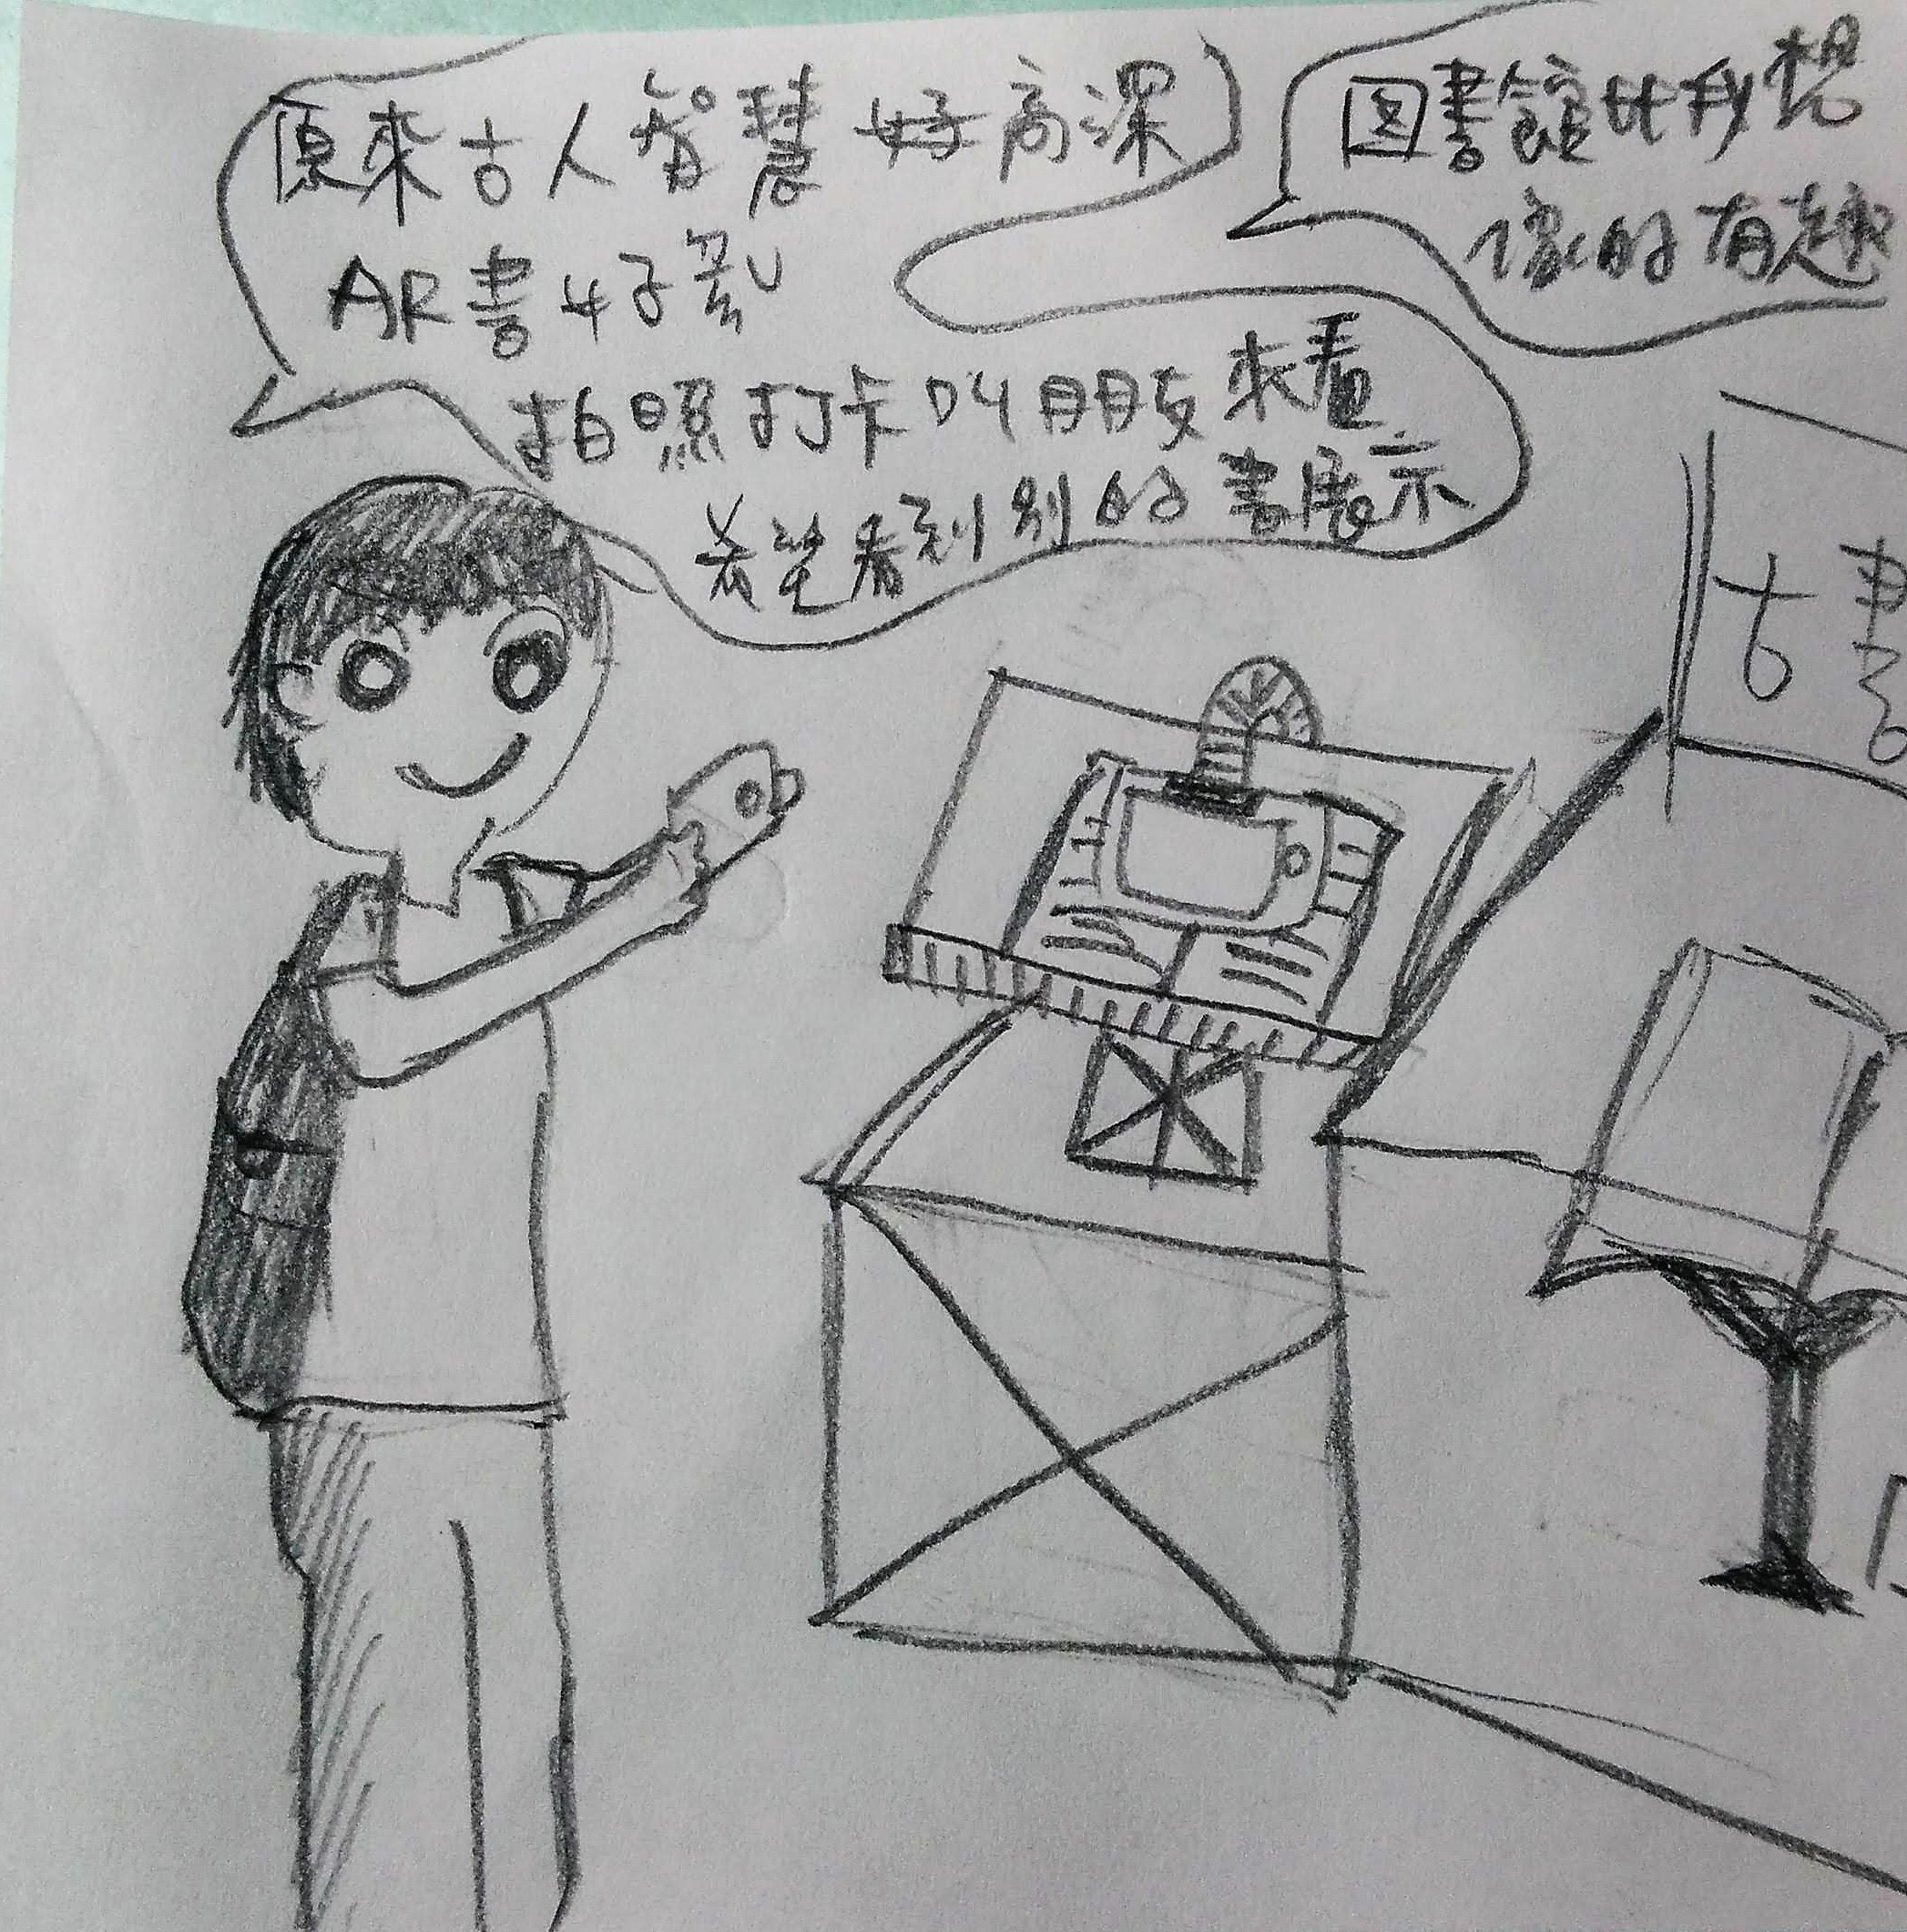 原來古人智慧好高深
AR書好酷
拍照打卡叫朋友來看
希望看到別的書展示
图書館比我想
像的有趣
古書